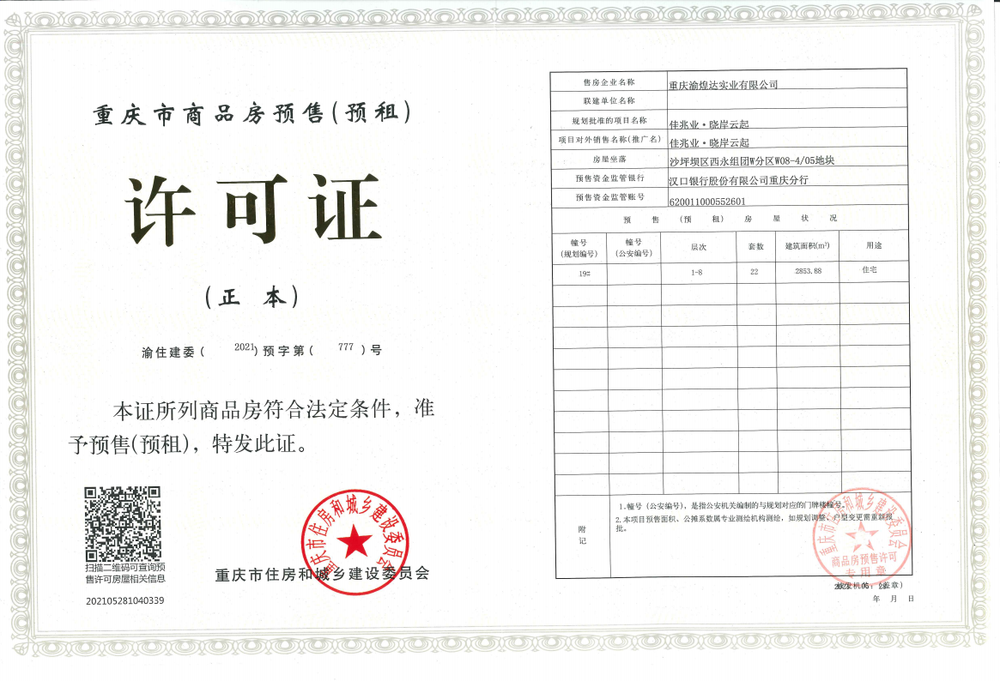 重庆市商品房预售(预租)
许可证
(正 本)
渝住建委( 2021)预字第( 777 )号
本证所列商品房符合法定条件，准
予预售(预租)，特发此证。
扫描二维码可查询预
售许可房屋相关信息
202105281040339
重庆市住房和城乡建设委员会
重庆市住房和城乡建设委员会
售房企业名称 重庆渝煌达实业有限公司
联建单位名称
规划批准的项目名称 佳兆业·晓岸云起
项目对外销售名称(推广名) 佳兆业·晓岸云起
房屋坐落 沙坪坝区西永组团W分区W08-4/05地块
预售资金监管银行 汉口银行股份有限公司重庆分行
预售资金监管账号 620011000552601
预 售 (预 租) 房 屋 状 况
幢号(规划编号) 幢号(公安编号) 层次 套数 建筑面积(m²) 用途
19# 1-8 22 2853.88 住宅
附记
1.幢号（公安编号），是指公安机关编制的与规划对应的门牌楼幢号。
2.本项目预售面积、公摊系数属专业测绘机构测绘，如规划调整、户型变更需重新报
批。
重庆市住房和城乡建设委员会
商品房预售许可
专用章
(盖章)
年 月 日